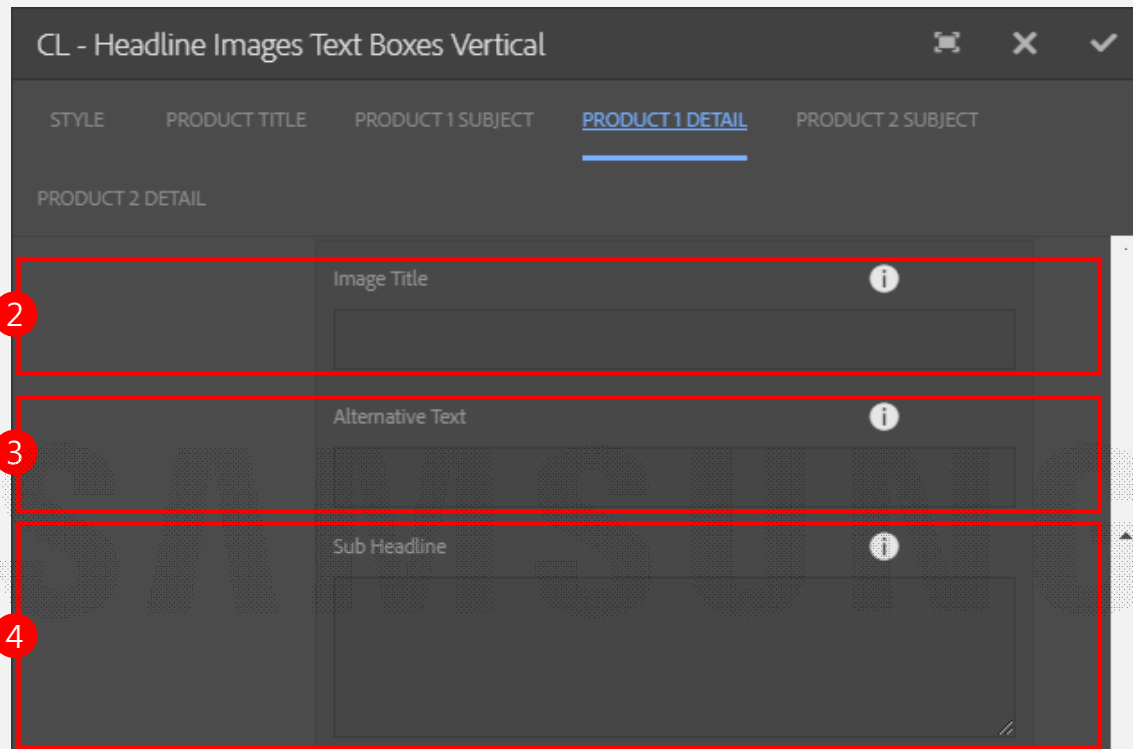 CL - Headline Images Text Boxes Vertical
STYLE PRODUCT TITLE PRODUCT 1 SUBJECT PRODUCT 1 DETAIL PRODUCT 2 SUBJECT
PRODUCT 2 DETAIL
Image Title
2
Alternative Text
3
SAMSUNG
Sub Headline
4